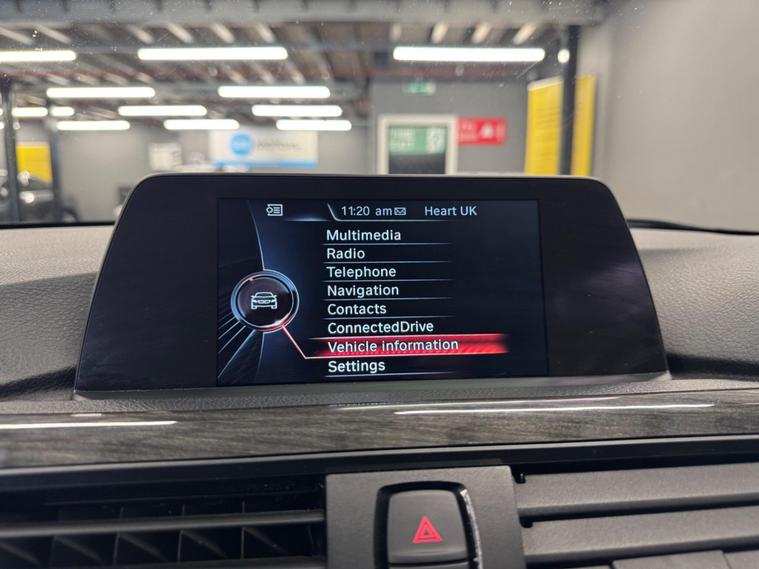 11:20 am Heart UK
Multimedia
Radio
Telephone
Navigation
Contacts
ConnectedDrive
Vehicle information
Settings